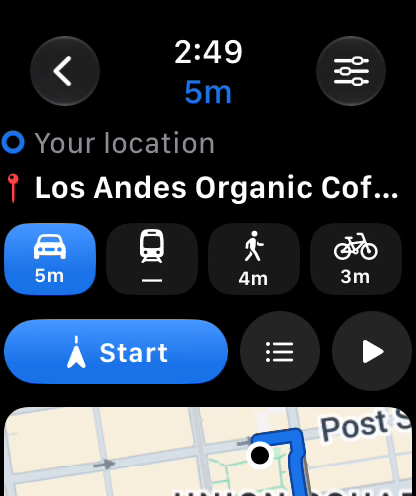 2:49
5m
Your location
Los Andes Organic Cof...
5m
—
4m
3m
Start
Post S